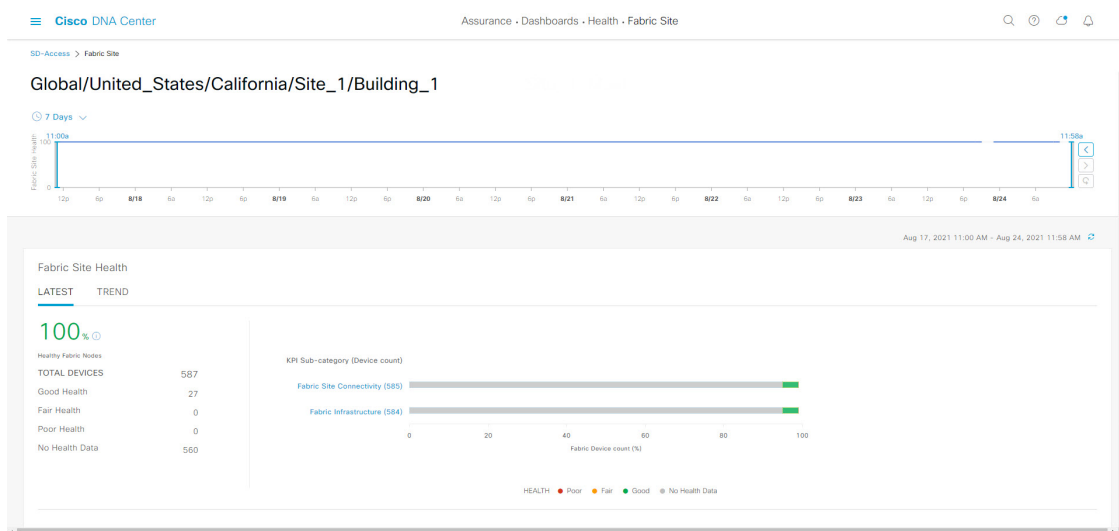 Cisco DNA Center
Assurance • Dashboards • Health • Fabric Site
SD-Access > Fabric Site
Global/United_States/California/Site_1/Building_1
7 Days
11:00a 11:58a
Fabric Site Health
100
0
12p 6p 8/18 6a 12p 6p 8/19 6a 12p 6p 8/20 6a 12p 6p 8/21 6a 12p 6p 8/22 6a 12p 6p 8/23 6a 12p 6p 8/24 6a
Aug 17, 2021 11:00 AM - Aug 24, 2021 11:58 AM
Fabric Site Health
LATEST TREND
100%
Healthy Fabric Nodes
TOTAL DEVICES 587
Good Health 27
Fair Health 0
Poor Health 0
No Health Data 560
KPI Sub-category (Device count)
Fabric Site Connectivity (585)
Fabric Infrastructure (584)
0 20 40 60 80 100
Fabric Device count (%)
HEALTH Poor Fair Good No Health Data